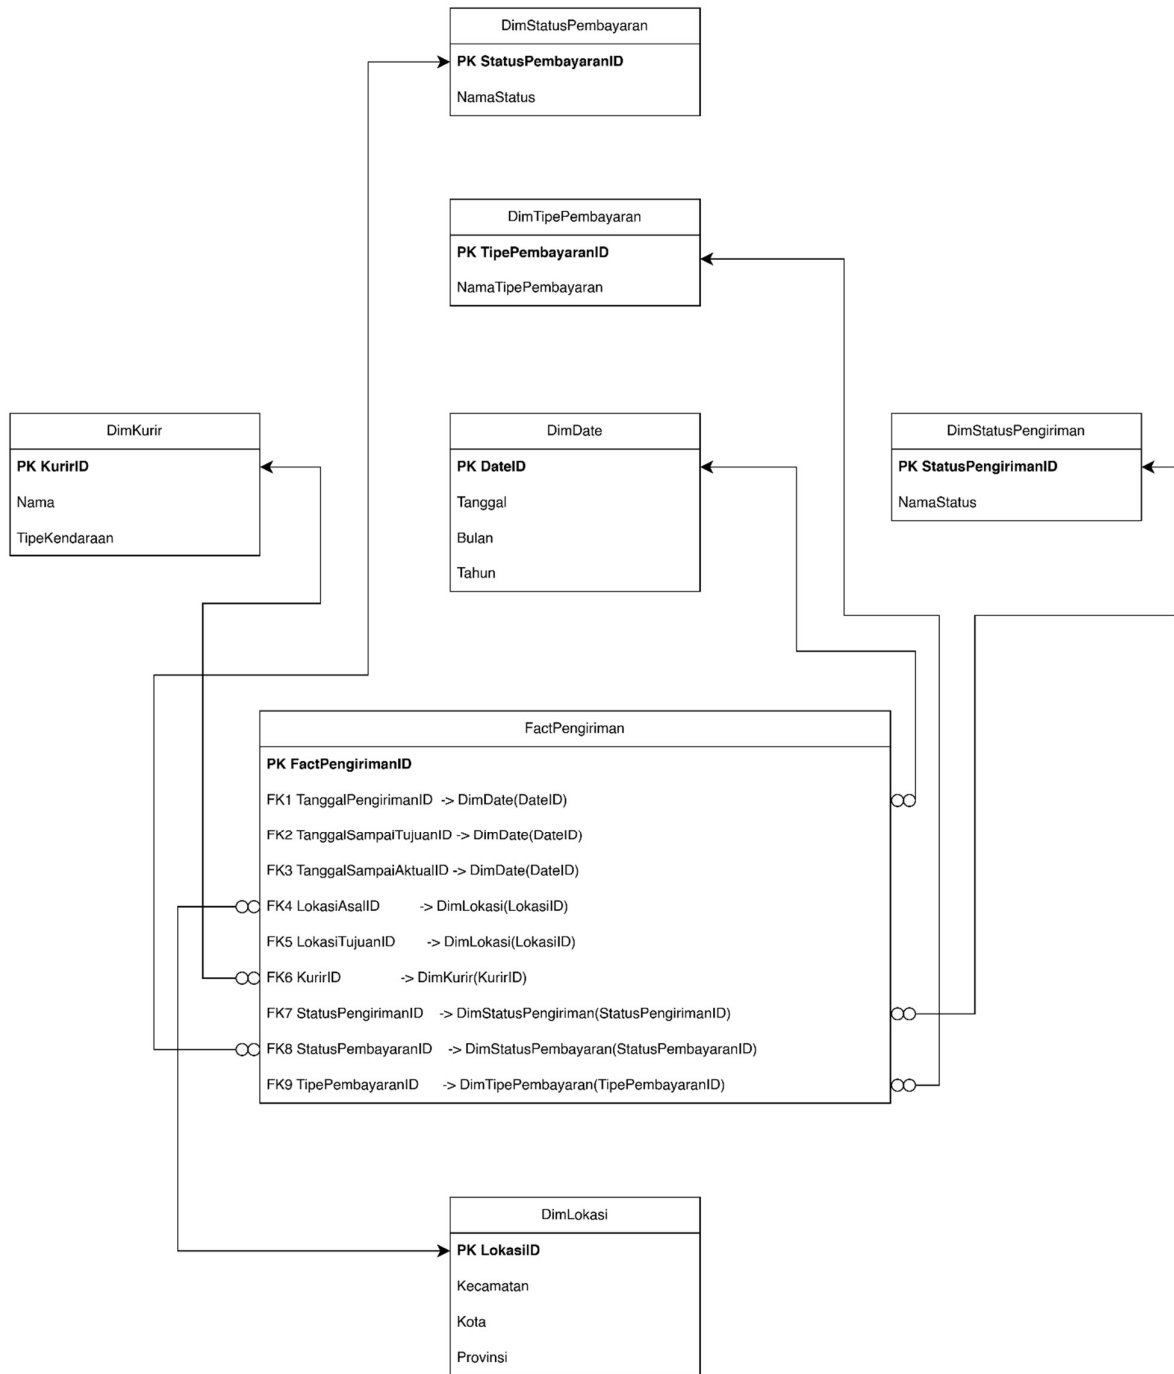 DimStatusPembayaran
PK StatusPembayaranID
NamaStatus
DimTipePembayaran
PK TipePembayaranID
NamaTipePembayaran
DimKurir
PK KurirID
Nama
TipeKendaraan
DimDate
PK DateID
Tanggal
Bulan
Tahun
DimStatusPengiriman
PK StatusPengirimanID
NamaStatus
FactPengiriman
PK FactPengirimanID
FK1 TanggalPengirimanID -> DimDate(DateID)
FK2 TanggalSampaiTujuanID -> DimDate(DateID)
FK3 TanggalSampaiAktualID -> DimDate(DateID)
FK4 LokasiAsalID -> DimLokasi(LokasiID)
FK5 LokasiTujuanID -> DimLokasi(LokasiID)
FK6 KurirID -> DimKurir(KurirID)
FK7 StatusPengirimanID -> DimStatusPengiriman(StatusPengirimanID)
FK8 StatusPembayaranID -> DimStatusPembayaran(StatusPembayaranID)
FK9 TipePembayaranID -> DimTipePembayaran(TipePembayaranID)
DimLokasi
PK LokasiID
Kecamatan
Kota
Provinsi